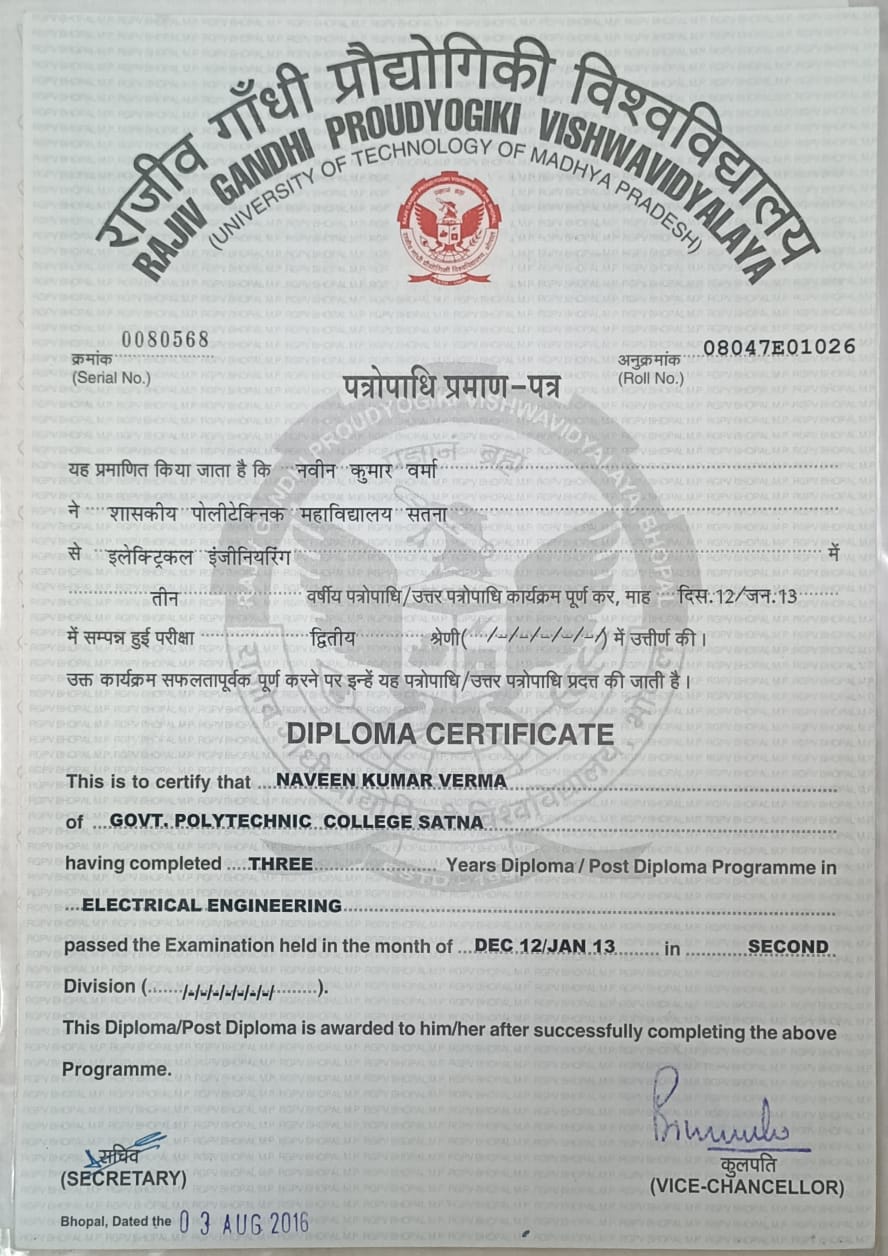 राजीव गाँधी प्रौद्योगिकी विश्वविद्यालय
RAJIV GANDHI PROUDYOGIKI VISHWAVIDYALAYA
(UNIVERSITY OF TECHNOLOGY OF MADHYA PRADESH)
0080568
क्रमांक
(Serial No.)
08047E01026
अनुक्रमांक
(Roll No.)
पत्रोपाधि प्रमाण-पत्र
यह प्रमाणित किया जाता है कि नवीन कुमार वर्मा
ने शासकीय पोलीटेक्निक महाविद्यालय सतना
से इलेक्ट्रिकल इंजीनियरिंग में
तीन वर्षीय पत्रोपाधि/उत्तर पत्रोपाधि कार्यक्रम पूर्ण कर, माह दिस.12/जन.13
में सम्पन्न हुई परीक्षा द्वितीय श्रेणी( /-/-/-/-/-/-/ ) में उत्तीर्ण की।
उक्त कार्यक्रम सफलतापूर्वक पूर्ण करने पर इन्हें यह पत्रोपाधि/उत्तर पत्रोपाधि प्रदत्त की जाती है।
DIPLOMA CERTIFICATE
This is to certify that NAVEEN KUMAR VERMA
of GOVT. POLYTECHNIC COLLEGE SATNA
having completed THREE Years Diploma / Post Diploma Programme in
ELECTRICAL ENGINEERING
passed the Examination held in the month of DEC 12/JAN 13 in SECOND
Division ( /-/-/-/-/-/-/-/ ).
This Diploma/Post Diploma is awarded to him/her after successfully completing the above
Programme.
सचिव
(SECRETARY)
कुलपति
(VICE-CHANCELLOR)
Bhopal, Dated the 03 AUG 2016